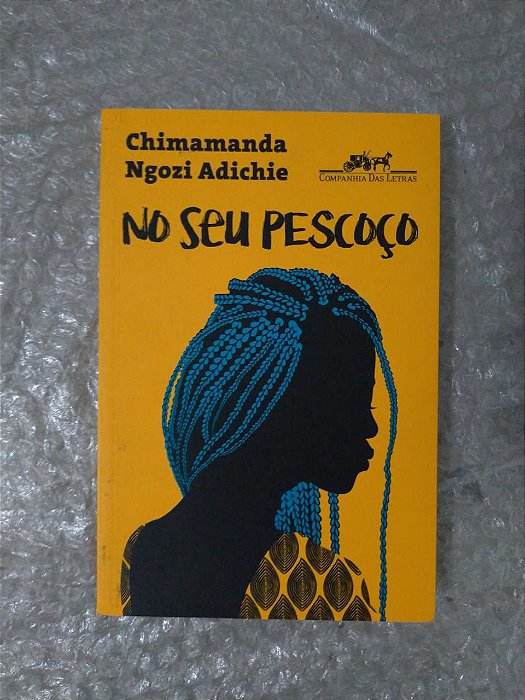 Chimamanda
Ngozi Adichie
COMPANHIA DAS LETRAS
NO SEU PESCOÇO